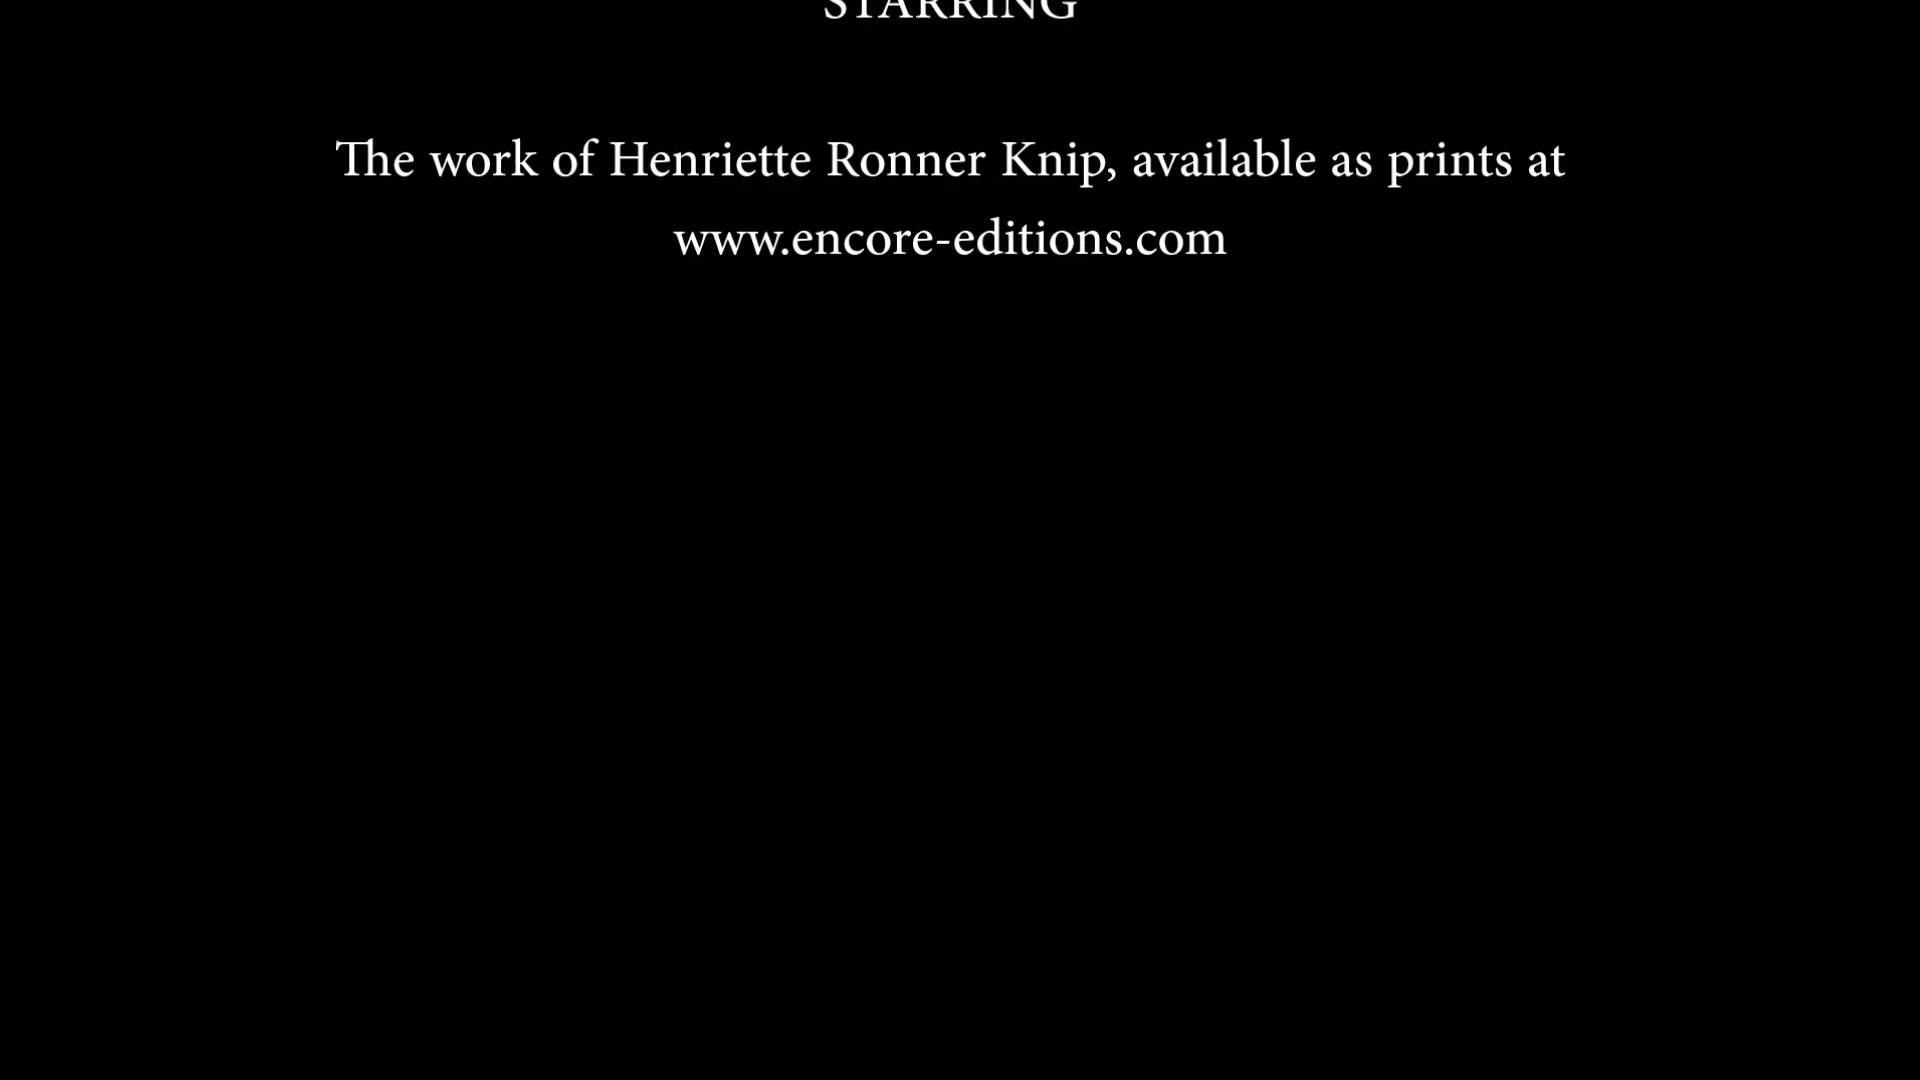 STARRING
The work of Henriette Ronner Knip, available as prints at
www.encore-editions.com